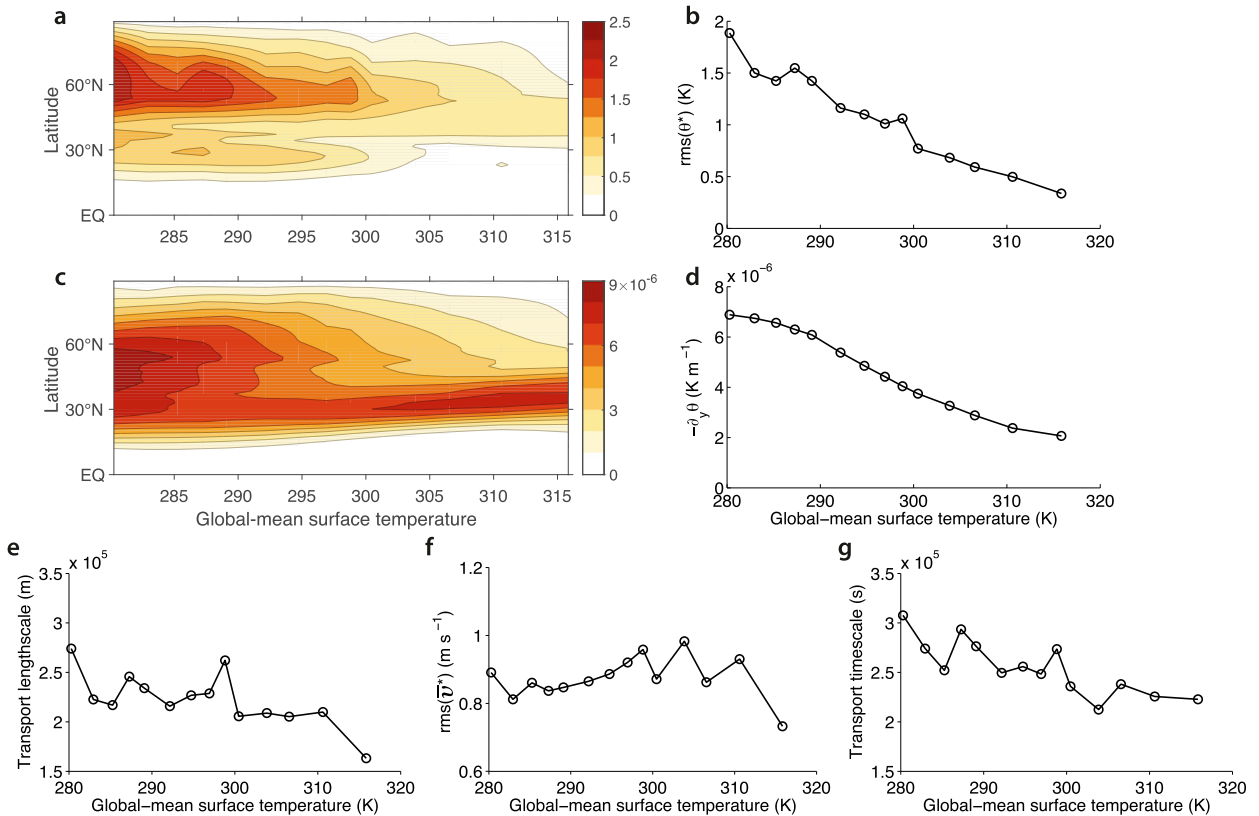 a
2.5
2
1.5
1
0.5
0
60°N
30°N
EQ
Latitude
285 290 295 300 305 310 315
b
2
1.5
1
0.5
0
rms(θ*) (K)
280 290 300 310 320
c
9×10⁻⁶
6
3
0
60°N
30°N
EQ
Latitude
285 290 295 300 305 310 315
Global-mean surface temperature
d
x 10⁻⁶
8
6
4
2
0
−∂yθ (K m⁻¹)
280 290 300 310 320
Global−mean surface temperature (K)
e
x 10⁵
3.5
3
2.5
2
1.5
Transport lengthscale (m)
280 290 300 310 320
Global−mean surface temperature (K)
f
1.2
1
0.8
0.6
rms(v̅*) (m s⁻¹)
280 290 300 310 320
Global−mean surface temperature (K)
g
x 10⁵
3.5
3
2.5
2
1.5
Transport timescale (s)
280 290 300 310 320
Global−mean surface temperature (K)